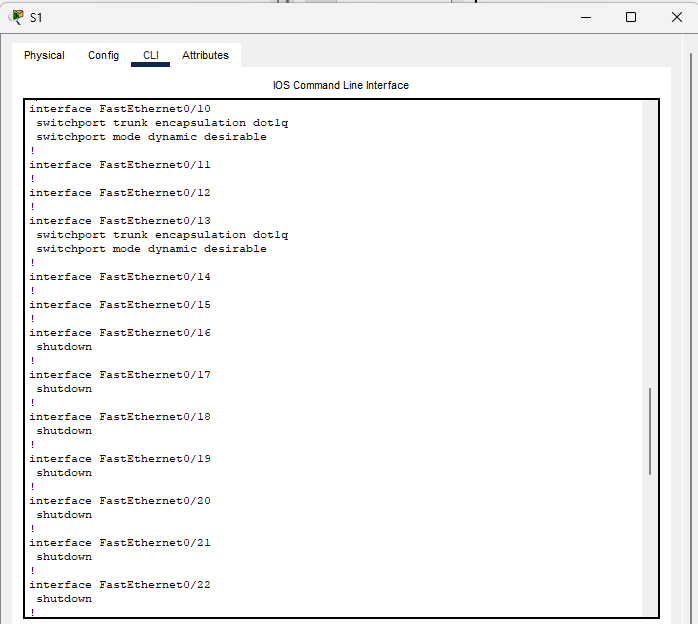 S1
Physical Config CLI Attributes
IOS Command Line Interface
interface FastEthernet0/10
switchport trunk encapsulation dot1q
switchport mode dynamic desirable
!
interface FastEthernet0/11
!
interface FastEthernet0/12
!
interface FastEthernet0/13
switchport trunk encapsulation dot1q
switchport mode dynamic desirable
!
interface FastEthernet0/14
!
interface FastEthernet0/15
!
interface FastEthernet0/16
shutdown
!
interface FastEthernet0/17
shutdown
!
interface FastEthernet0/18
shutdown
!
interface FastEthernet0/19
shutdown
!
interface FastEthernet0/20
shutdown
!
interface FastEthernet0/21
shutdown
!
interface FastEthernet0/22
shutdown
!